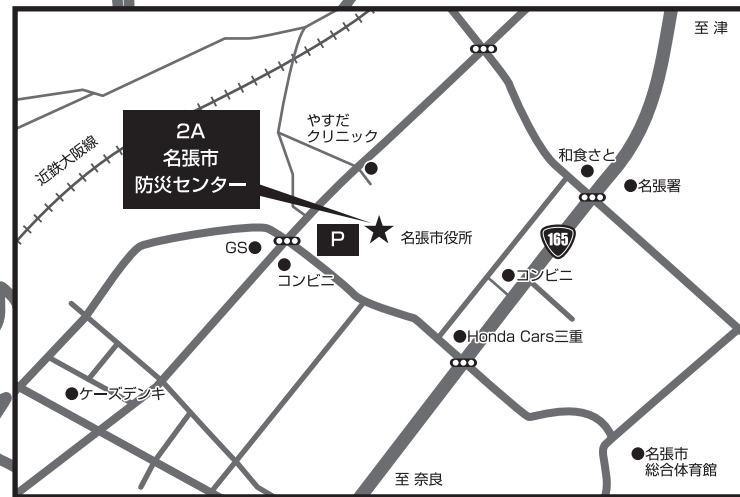 至 津
近鉄大阪線
2A
名張市
防災センター
やすだ
クリニック
和食さと
名張署
P
名張市役所
165
GS
コンビニ
コンビニ
Honda Cars三重
ケーズデンキ
名張市
総合体育館
至 奈良